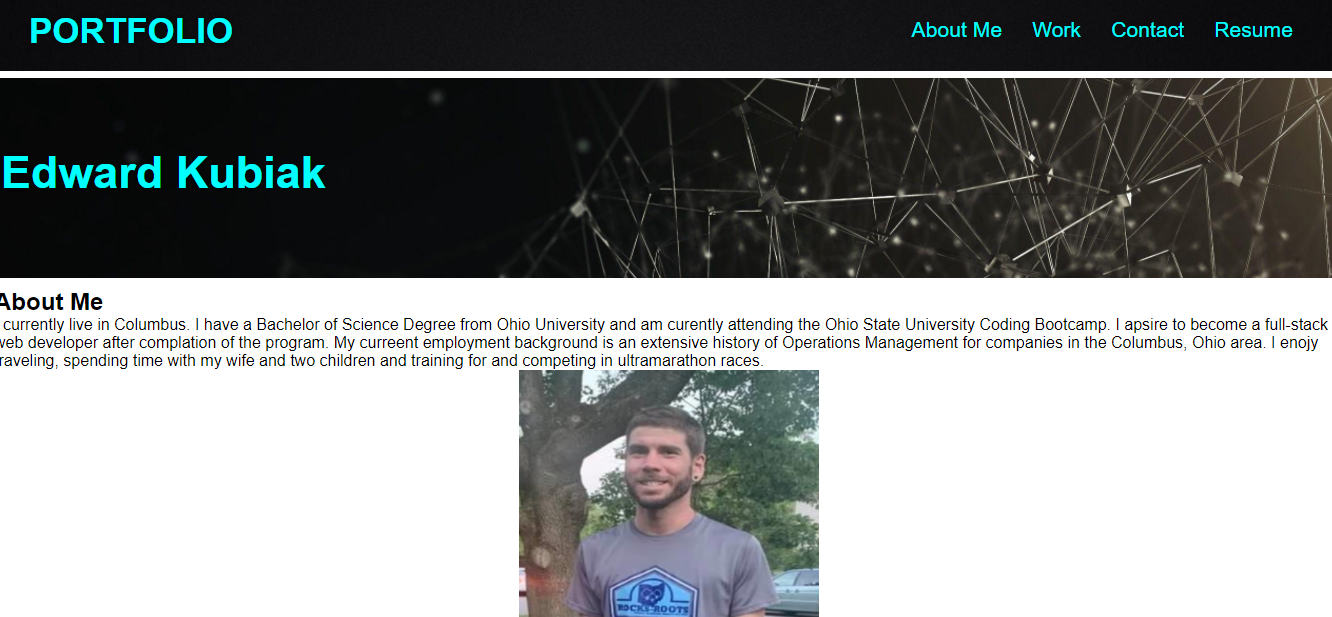 PORTFOLIO
About Me Work Contact Resume
Edward Kubiak
About Me
currently live in Columbus. I have a Bachelor of Science Degree from Ohio University and am curently attending the Ohio State University Coding Bootcamp. I apsire to become a full-stack
web developer after complation of the program. My curreent employment background is an extensive history of Operations Management for companies in the Columbus, Ohio area. I enojy
traveling, spending time with my wife and two children and training for and competing in ultramarathon races.
ROCKS ROOTS